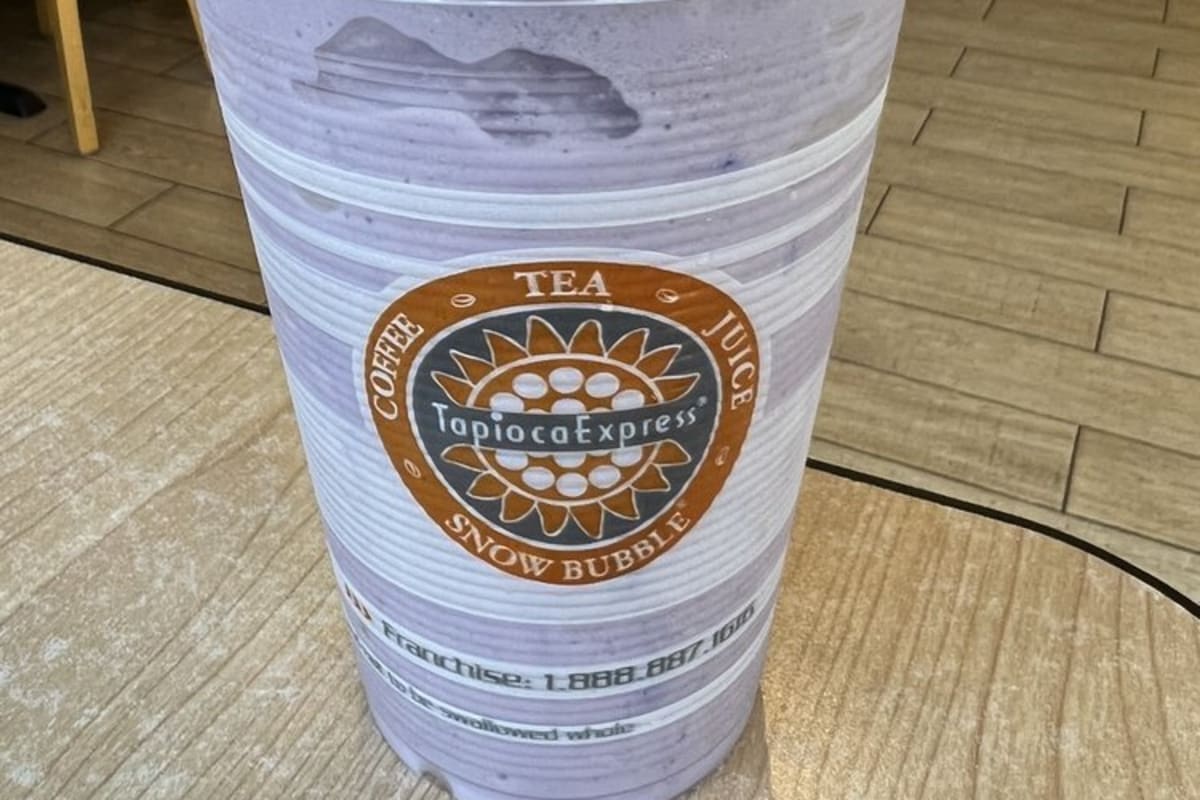 TEA
COFFEE
JUICE
TapiocaExpress®
SNOW BUBBLE®
Franchise: 1.888.887.1616
to be swallowed whole